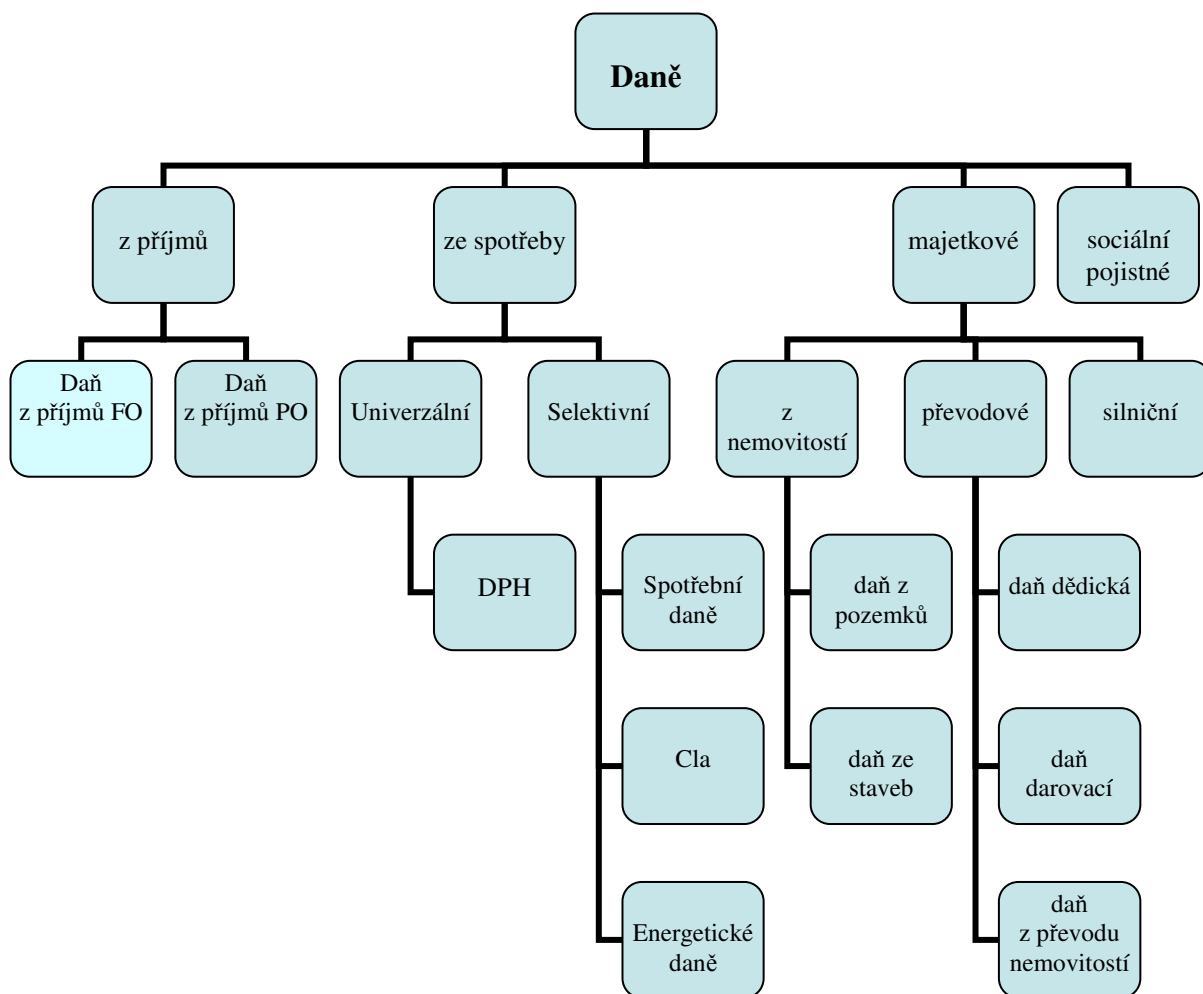 Daně
z příjmů
ze spotřeby
majetkové
sociální
pojistné
Daň
z příjmů FO
Daň
z příjmů PO
Univerzální
Selektivní
z
nemovitostí
převodové
silniční
DPH
Spotřební
daně
daň z
pozemků
daň dědická
Cla
daň ze
staveb
daň
darovací
Energetické
daně
daň
z převodu
nemovitostí